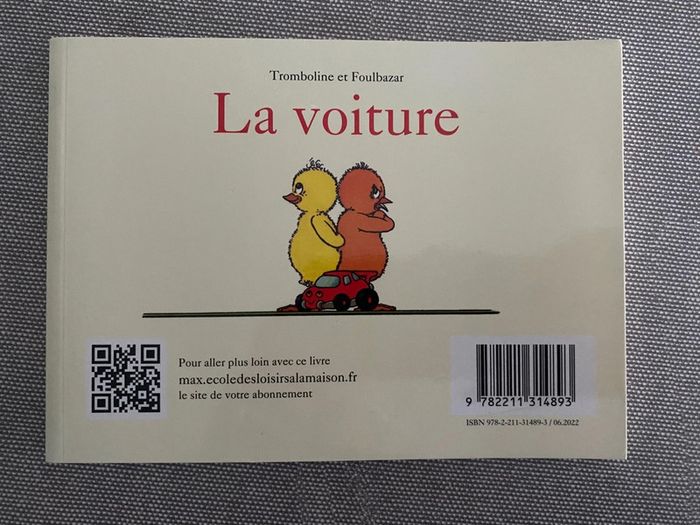 Tromboline et Foulbazar
La voiture
Pour aller plus loin avec ce livre
max.ecoledesloisirsalamaison.fr
le site de votre abonnement
9 782211 314893
ISBN 978-2-211-31489-3 / 06.2022